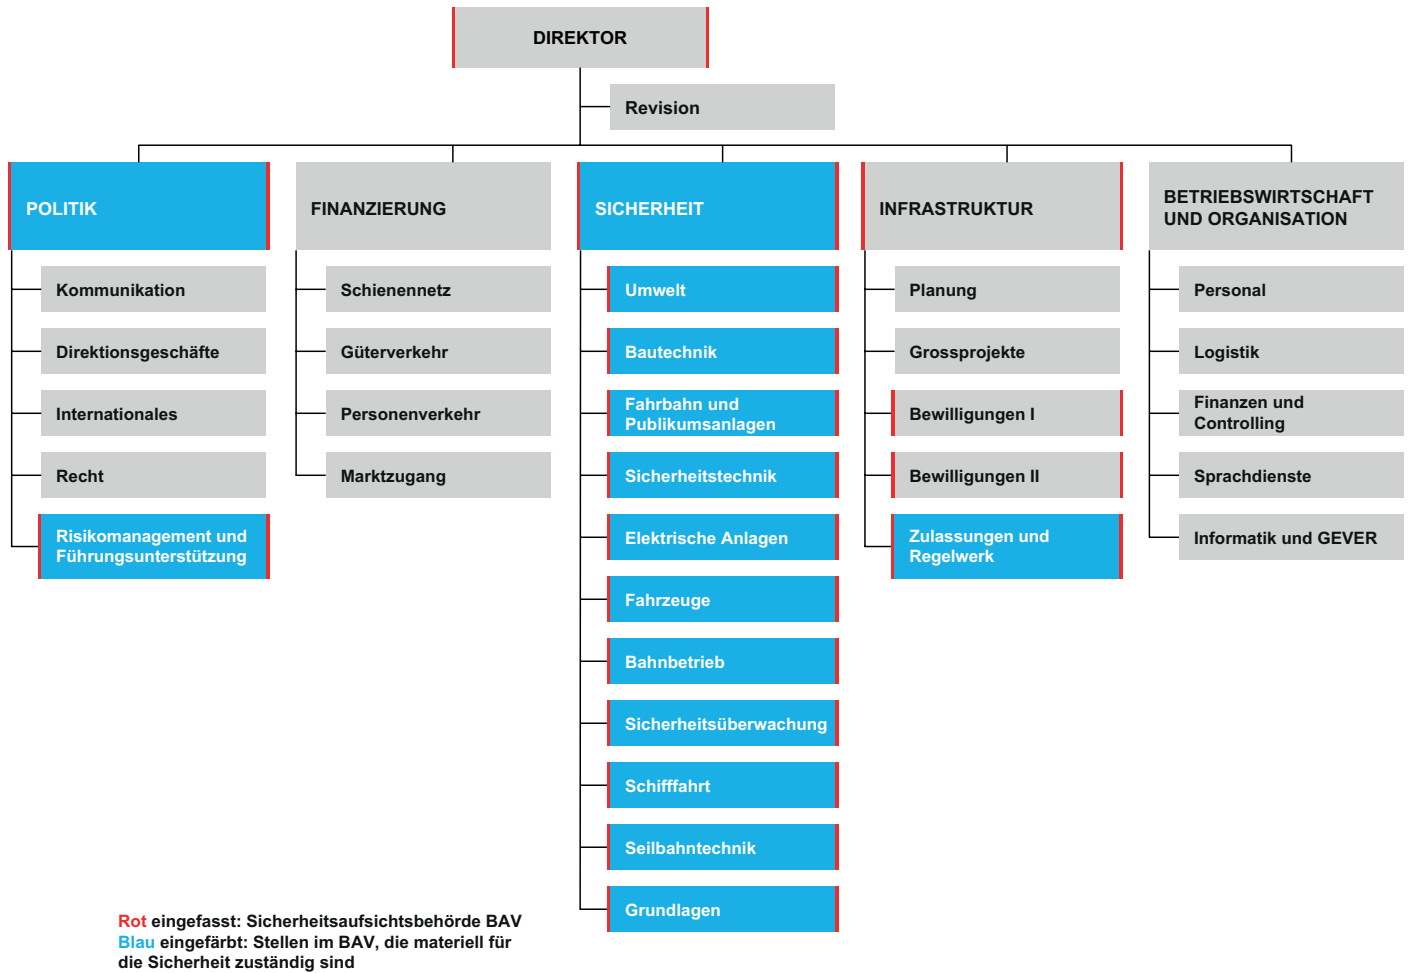 DIREKTOR
Revision
POLITIK
Kommunikation
Direktionsgeschäfte
Internationales
Recht
Risikomanagement und
Führungsunterstützung
FINANZIERUNG
Schienennetz
Güterverkehr
Personenverkehr
Marktzugang
SICHERHEIT
Umwelt
Bautechnik
Fahrbahn und
Publikumsanlagen
Sicherheitstechnik
Elektrische Anlagen
Fahrzeuge
Bahnbetrieb
Sicherheitsüberwachung
Schifffahrt
Seilbahntechnik
Grundlagen
INFRASTRUKTUR
Planung
Grossprojekte
Bewilligungen I
Bewilligungen II
Zulassungen und
Regelwerk
BETRIEBSWIRTSCHAFT
UND ORGANISATION
Personal
Logistik
Finanzen und
Controlling
Sprachdienste
Informatik und GEVER
Rot eingefasst: Sicherheitsaufsichtsbehörde BAV
Blau eingefärbt: Stellen im BAV, die materiell für
die Sicherheit zuständig sind